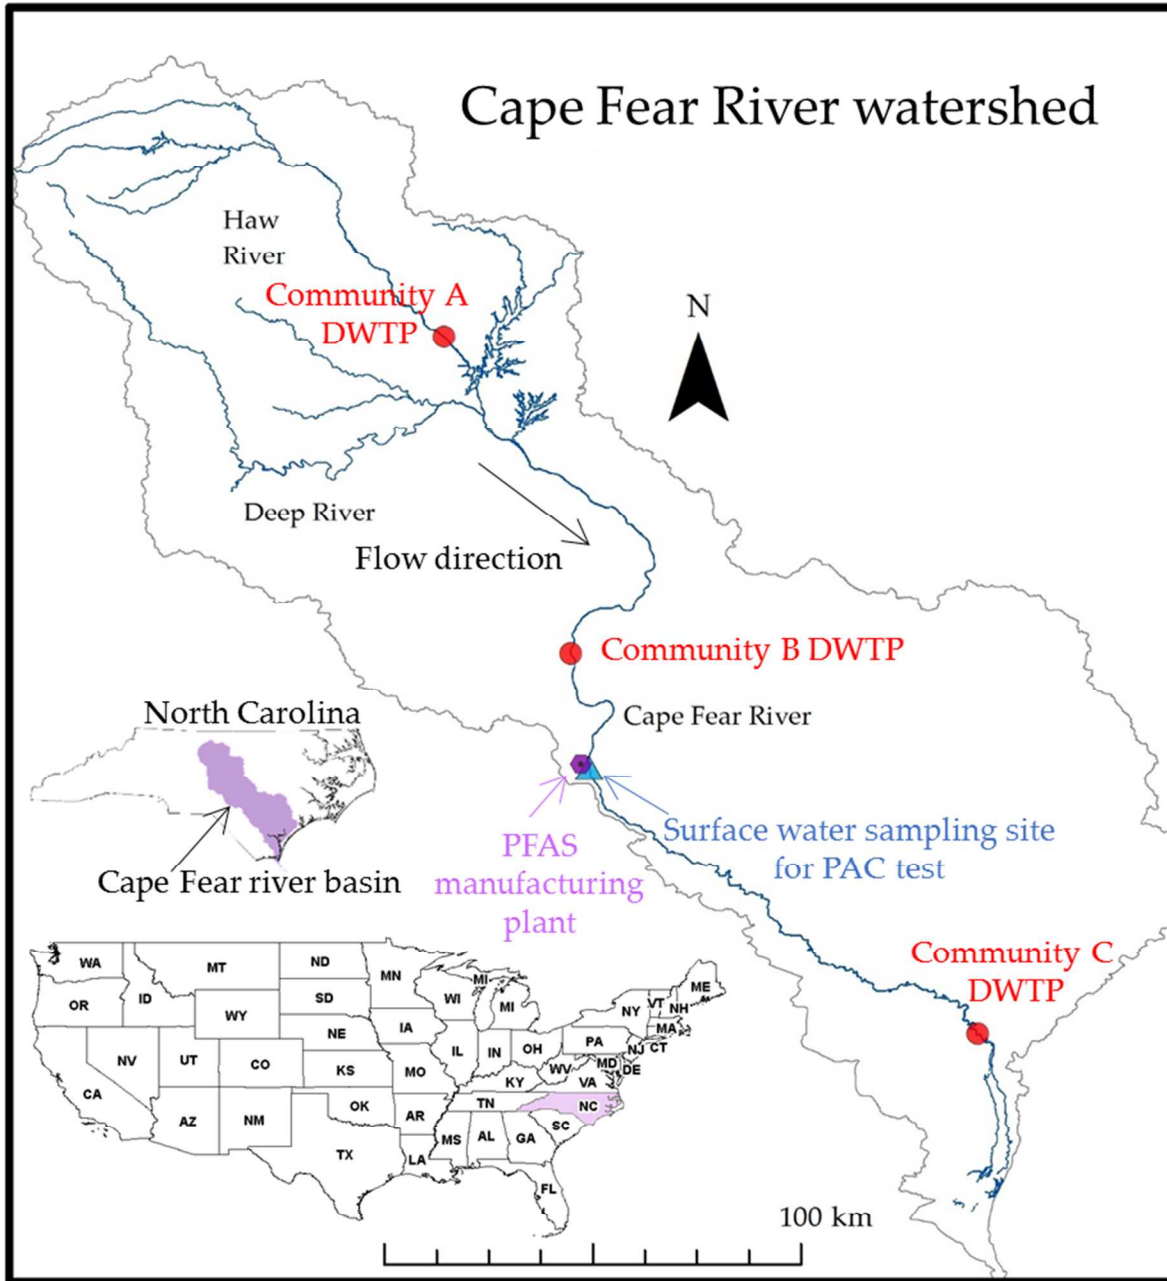 Cape Fear River watershed
Haw
River
Community A
DWTP
N
Deep River
Flow direction
Community B DWTP
Cape Fear River
North Carolina
Cape Fear river basin
PFAS
manufacturing
plant
Surface water sampling site
for PAC test
Community C
DWTP
WA
MT
ND
MN
MI
ME
OR
ID
SD
WI
MI
NY
VT
NH
WY
MA
NE
IA
PA
NJ
CT
NV
UT
CO
IL
IN
OH
MD
DE
KS
MO
WV
VA
CA
KY
OK
TN
NC
AZ
NM
AR
SC
MS
AL
GA
TX
LA
FL
100 km